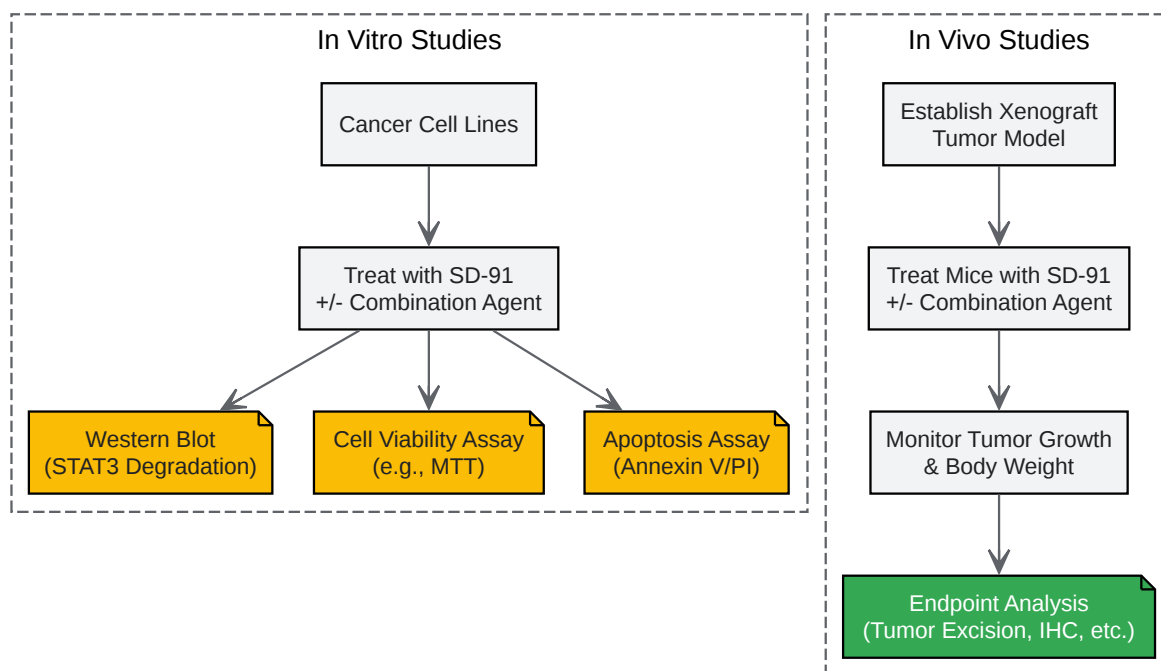 In Vitro Studies
Cancer Cell Lines
Treat with SD-91
+/- Combination Agent
Western Blot
(STAT3 Degradation)
Cell Viability Assay
(e.g., MTT)
Apoptosis Assay
(Annexin V/PI)
In Vivo Studies
Establish Xenograft
Tumor Model
Treat Mice with SD-91
+/- Combination Agent
Monitor Tumor Growth
& Body Weight
Endpoint Analysis
(Tumor Excision, IHC, etc.)